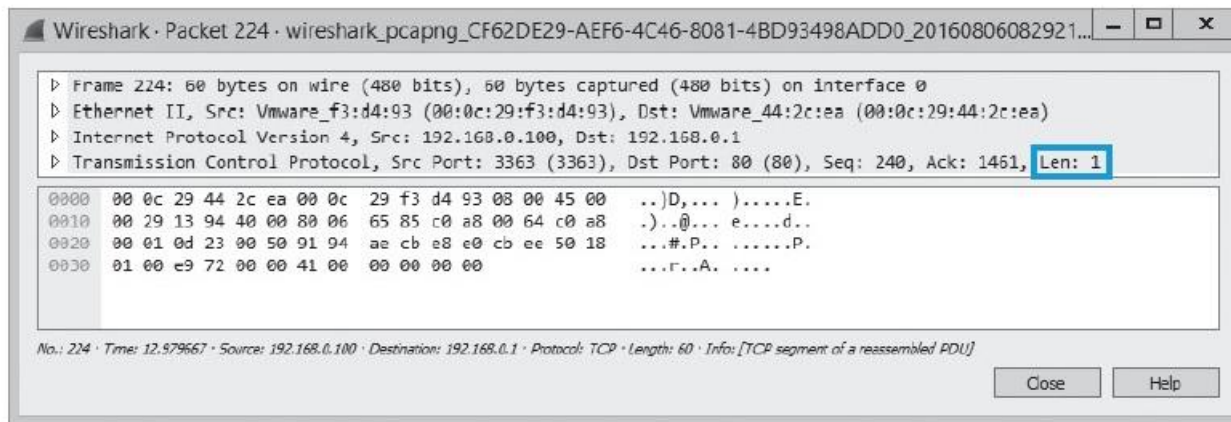 Wireshark · Packet 224 · wireshark_pcapng_CF62DE29-AEF6-4C46-8081-4BD93498ADD0_20160806082921...
Frame 224: 60 bytes on wire (480 bits), 60 bytes captured (480 bits) on interface 0
Ethernet II, Src: Vmware_f3:d4:93 (00:0c:29:f3:d4:93), Dst: Vmware_44:2c:ea (00:0c:29:44:2c:ea)
Internet Protocol Version 4, Src: 192.168.0.100, Dst: 192.168.0.1
Transmission Control Protocol, Src Port: 3363 (3363), Dst Port: 80 (80), Seq: 240, Ack: 1461, Len: 1
0000 00 0c 29 44 2c ea 00 0c 29 f3 d4 93 08 00 45 00 ..)D,... ).....E.
0010 00 29 13 94 40 00 80 06 65 85 c0 a8 00 64 c0 a8 .)..@... e....d..
0020 00 01 0d 23 00 50 91 94 ae cb e8 e0 cb ee 50 18 ...#.P.. ......P.
0030 01 00 e9 72 00 00 41 00 00 00 00 00 ...r..A. ....
No.: 224 · Time: 12.979667 · Source: 192.168.0.100 · Destination: 192.168.0.1 · Protocol: TCP · Length: 60 · Info: [TCP segment of a reassembled PDU]
Close Help